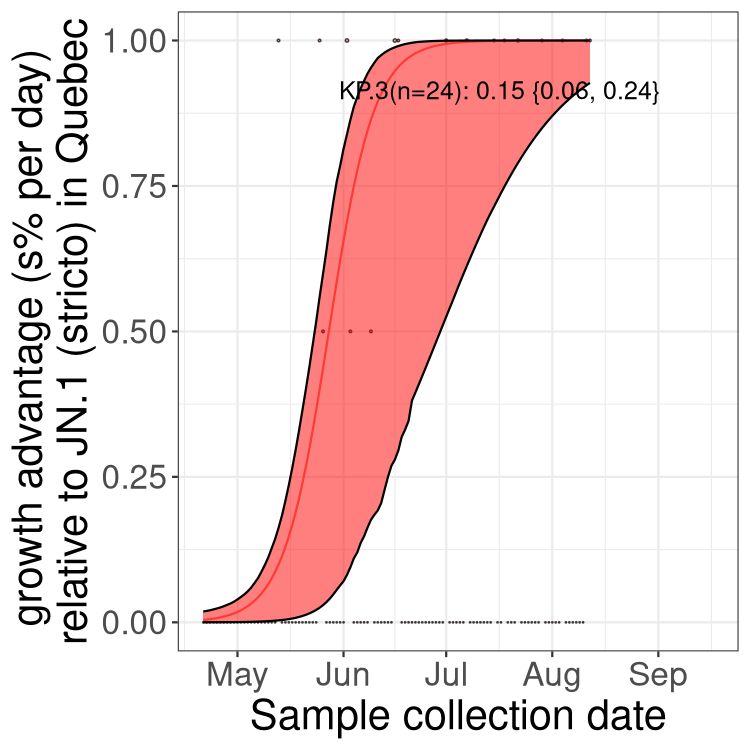 growth advantage (s% per day)
relative to JN.1 (stricto) in Quebec
1.00
0.75
0.50
0.25
0.00
KP.3(n=24): 0.15 {0.06, 0.24}
May Jun Jul Aug Sep
Sample collection date